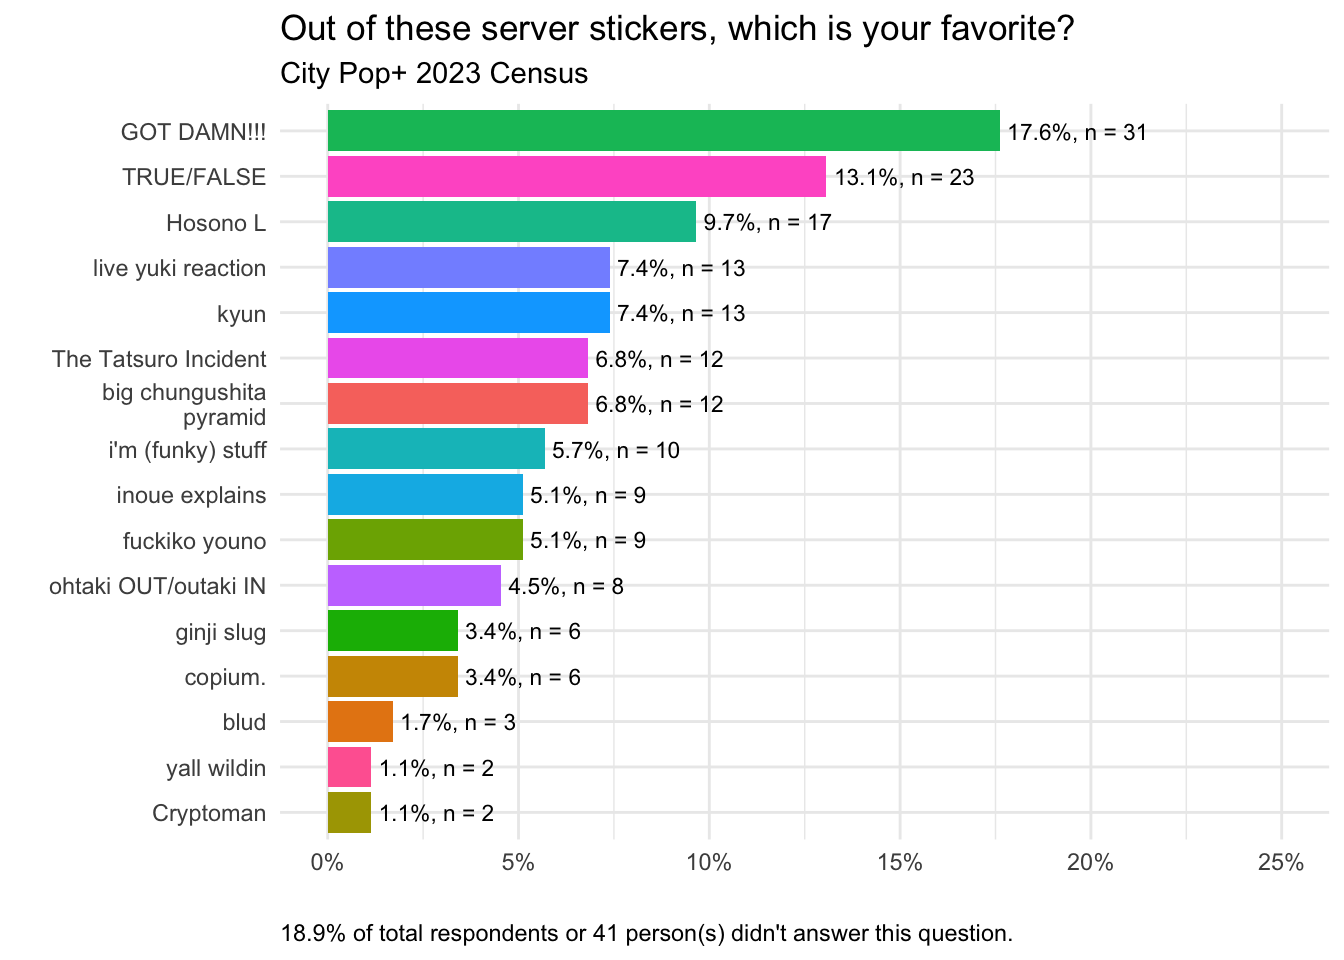 Out of these server stickers, which is your favorite?
City Pop+ 2023 Census
GOT DAMN!!!
17.6%, n = 31
TRUE/FALSE
13.1%, n = 23
Hosono L
9.7%, n = 17
live yuki reaction
7.4%, n = 13
kyun
7.4%, n = 13
The Tatsuro Incident
6.8%, n = 12
big chungushita
pyramid
6.8%, n = 12
i'm (funky) stuff
5.7%, n = 10
inoue explains
5.1%, n = 9
fuckiko youno
5.1%, n = 9
ohtaki OUT/outaki IN
4.5%, n = 8
ginji slug
3.4%, n = 6
copium.
3.4%, n = 6
blud
1.7%, n = 3
yall wildin
1.1%, n = 2
Cryptoman
1.1%, n = 2
0% 5% 10% 15% 20% 25%
18.9% of total respondents or 41 person(s) didn't answer this question.